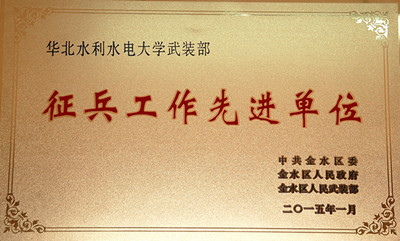 华北水利水电大学武装部
征兵工作先进单位
中共金水区委
金水区人民政府
金水区人民武装部
二〇一五年一月